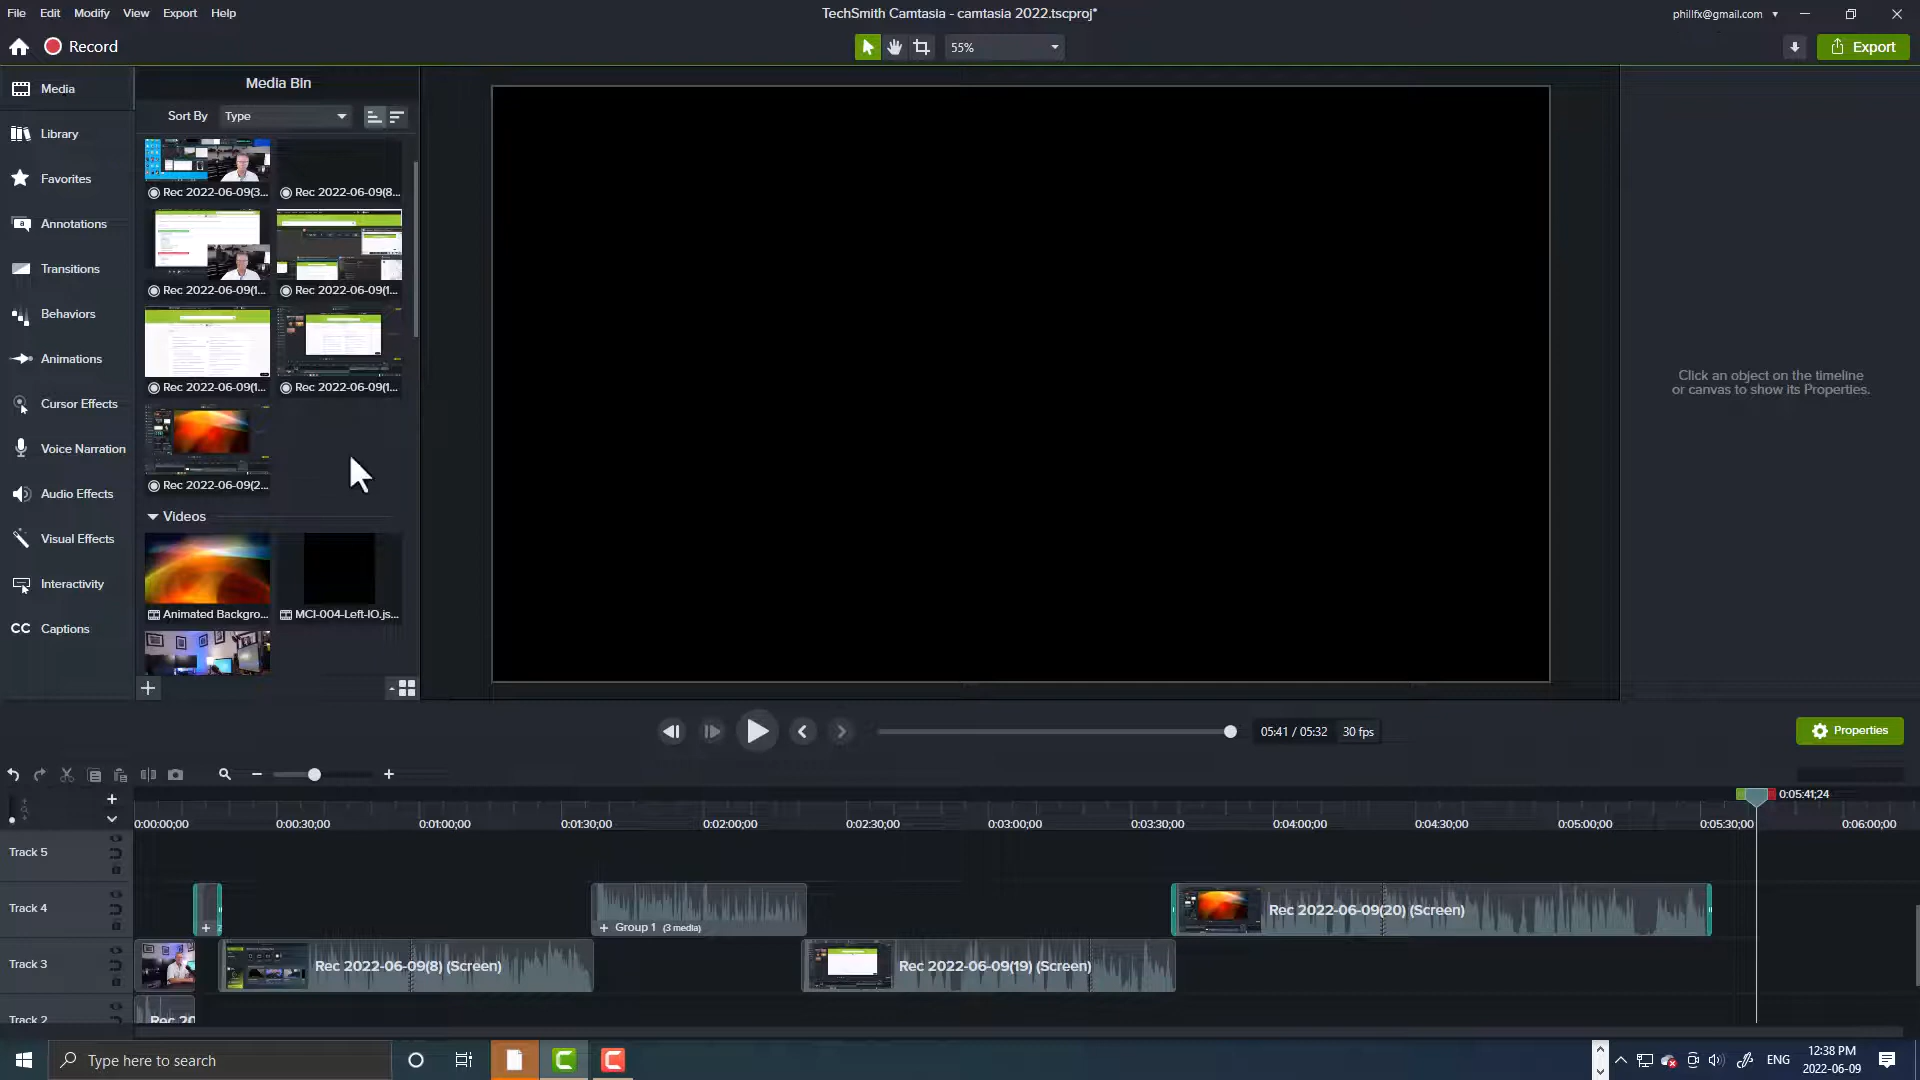 File Edit Modify View Export Help
TechSmith Camtasia - camtasia 2022.tscproj*
phillfx@gmail.com
Record
55%
Export
Media
Library
Favorites
Annotations
Transitions
Behaviors
Animations
Cursor Effects
Voice Narration
Audio Effects
Visual Effects
Interactivity
CC Captions
Media Bin
Sort By Type
Rec 2022-06-09(3... Rec 2022-06-09(8...
Rec 2022-06-09(1... Rec 2022-06-09(1...
Rec 2022-06-09(1... Rec 2022-06-09(1...
Rec 2022-06-09(2...
Videos
Animated Backgro... MCI-004-Left-IO.js...
Click an object on the timeline
or canvas to show its Properties.
05:41 / 05:32 30 fps
Properties
0:05:41;24
0:00:00;00 0:00:30;00 0:01:00;00 0:01:30;00 0:02:00;00 0:02:30;00 0:03:00;00 0:03:30;00 0:04:00;00 0:04:30;00 0:05:00;00 0:05:30;00 0:06:00;00
Track 5
Track 4
+ Group 1 (3 media)
Rec 2022-06-09(20) (Screen)
Track 3
Rec 2022-06-09(8) (Screen)
Rec 2022-06-09(19) (Screen)
Track 2
Rec 20
Type here to search
ENG
12:38 PM
2022-06-09